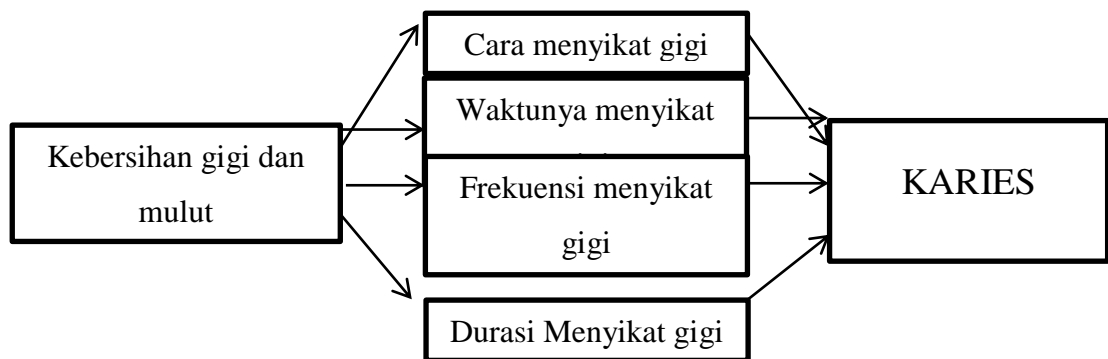 Kebersihan gigi dan
mulut
Cara menyikat gigi
Waktunya menyikat
Frekuensi menyikat
gigi
Durasi Menyikat gigi
KARIES